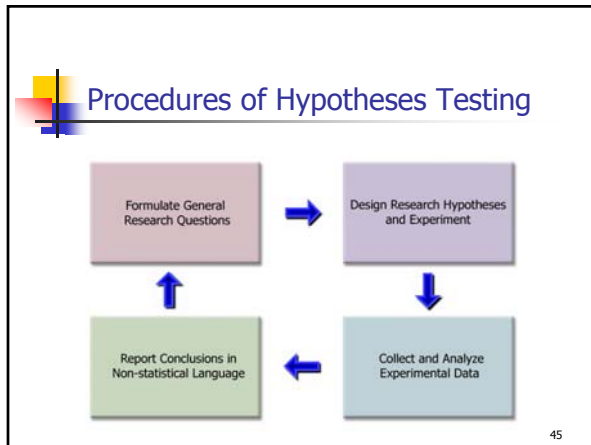 Procedures of Hypotheses Testing
Formulate General
Research Questions
Design Research Hypotheses
and Experiment
Report Conclusions in
Non-statistical Language
Collect and Analyze
Experimental Data
45